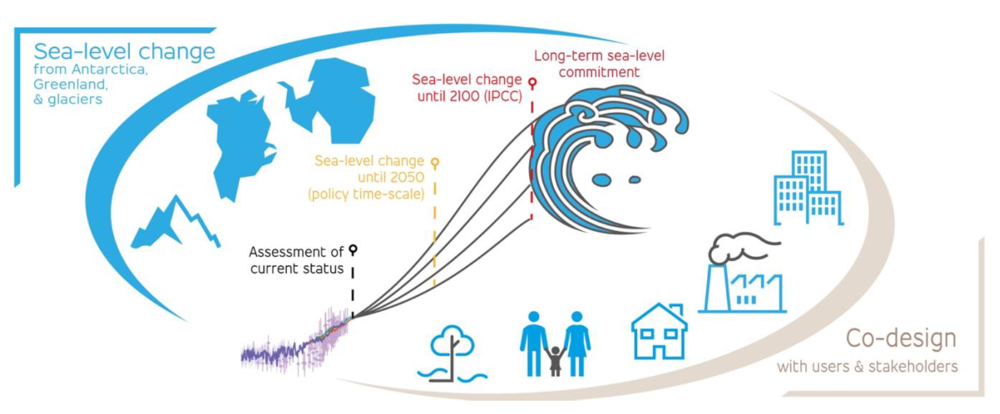 Sea-level change
from Antarctica,
Greenland,
& glaciers
Long-term sea-level
commitment
Sea-level change
until 2100 (IPCC)
Sea-level change
until 2050
(policy time-scale)
Assessment of
current status
Co-design
with users & stakeholders